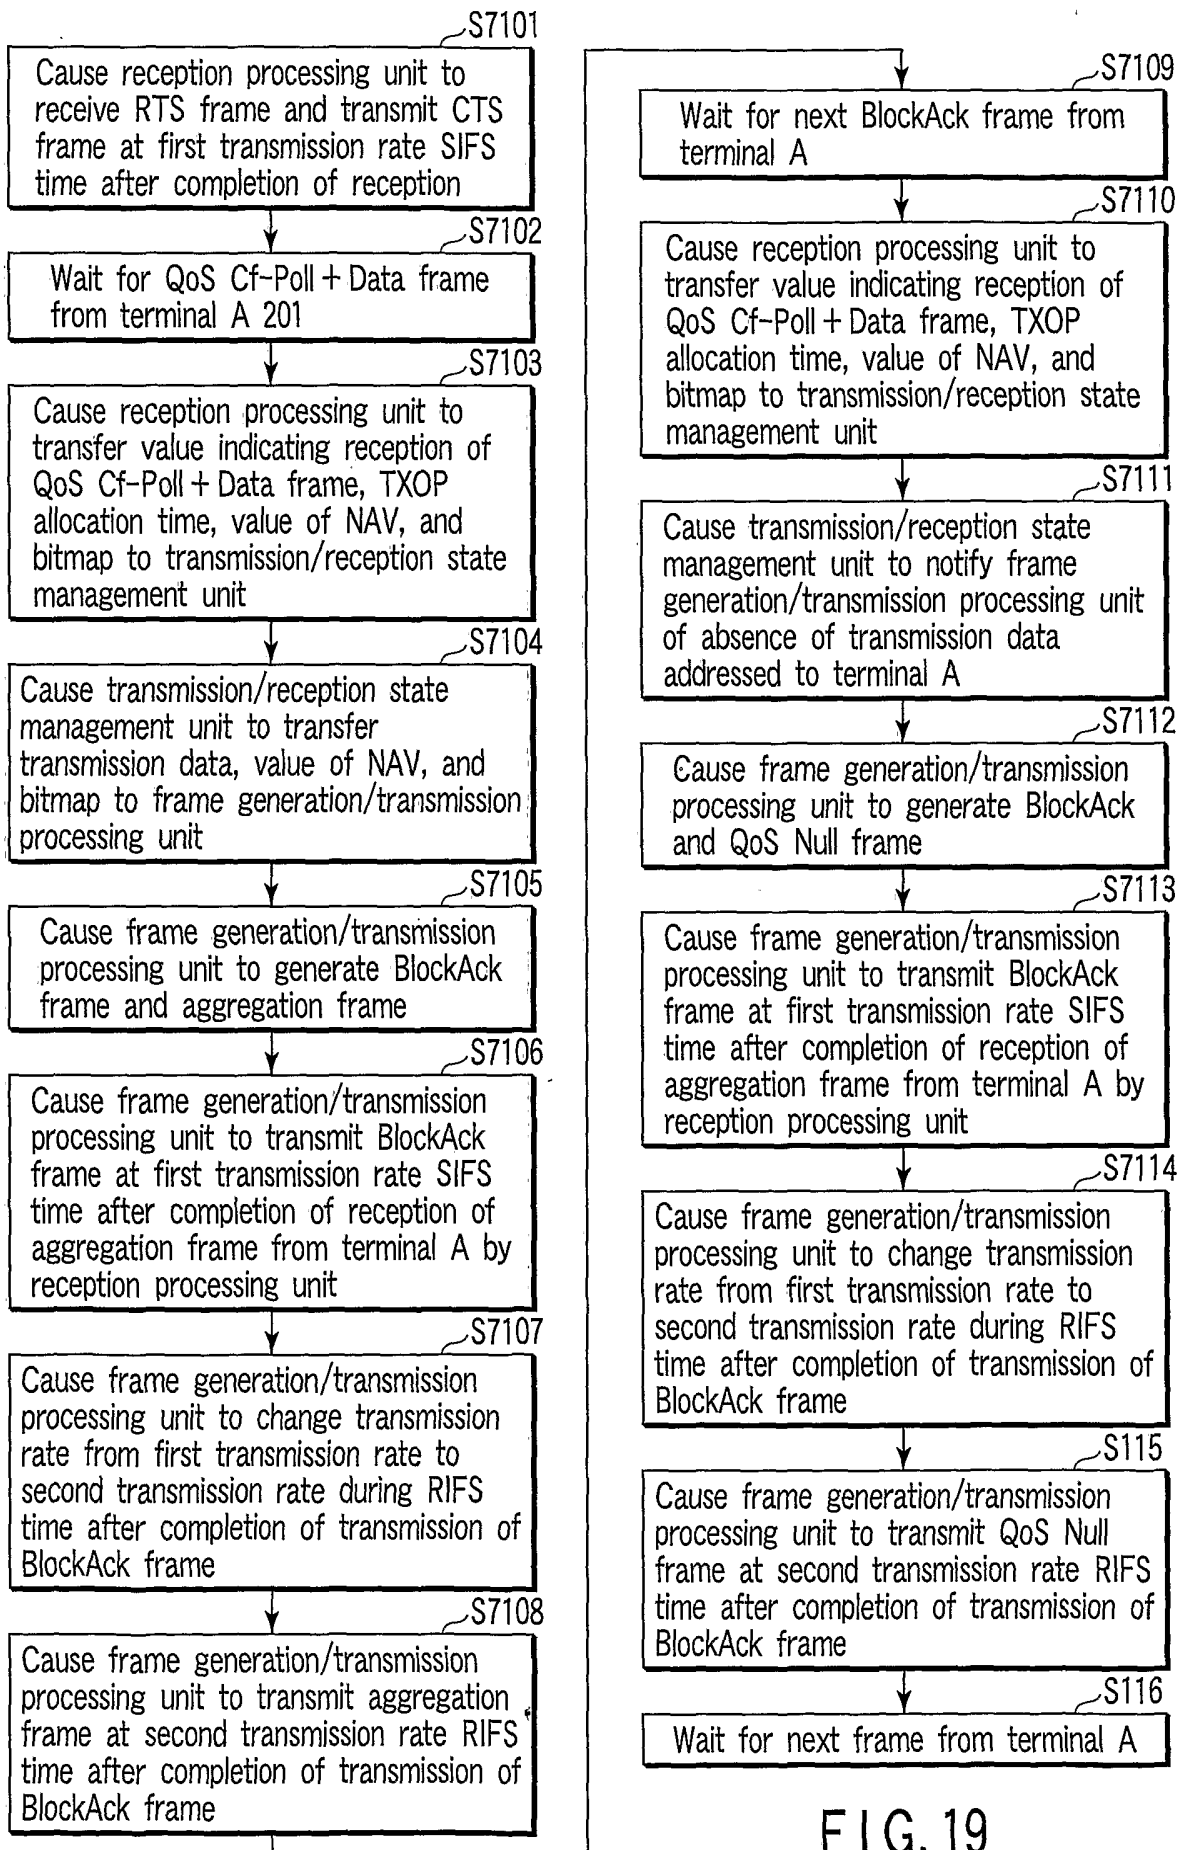 S7101
Cause reception processing unit to
receive RTS frame and transmit CTS
frame at first transmission rate SIFS
time after completion of reception
S7102
Wait for QoS Cf-Poll + Data frame
from terminal A 201
S7103
Cause reception processing unit to
transfer value indicating reception of
QoS Cf-Poll + Data frame, TXOP
allocation time, value of NAV, and
bitmap to transmission/reception state
management unit
S7104
Cause transmission/reception state
management unit to transfer
transmission data, value of NAV, and
bitmap to frame generation/transmission
processing unit
S7105
Cause frame generation/transmission
processing unit to generate BlockAck
frame and aggregation frame
S7106
Cause frame generation/transmission
processing unit to transmit BlockAck
frame at first transmission rate SIFS
time after completion of reception of
aggregation frame from terminal A by
reception processing unit
S7107
Cause frame generation/transmission
processing unit to change transmission
rate from first transmission rate to
second transmission rate during RIFS
time after completion of transmission of
BlockAck frame
S7108
Cause frame generation/transmission
processing unit to transmit aggregation
frame at second transmission rate RIFS
time after completion of transmission of
BlockAck frame
S7109
Wait for next BlockAck frame from
terminal A
S7110
Cause reception processing unit to
transfer value indicating reception of
QoS Cf-Poll + Data frame, TXOP
allocation time, value of NAV, and
bitmap to transmission/reception state
management unit
S7111
Cause transmission/reception state
management unit to notify frame
generation/transmission processing unit
of absence of transmission data
addressed to terminal A
S7112
Cause frame generation/transmission
processing unit to generate BlockAck
and QoS Null frame
S7113
Cause frame generation/transmission
processing unit to transmit BlockAck
frame at first transmission rate SIFS
time after completion of reception of
aggregation frame from terminal A by
reception processing unit
S7114
Cause frame generation/transmission
processing unit to change transmission
rate from first transmission rate to
second transmission rate during RIFS
time after completion of transmission of
BlockAck frame
S115
Cause frame generation/transmission
processing unit to transmit QoS Null
frame at second transmission rate RIFS
time after completion of transmission of
BlockAck frame
S116
Wait for next frame from terminal A
FIG. 19